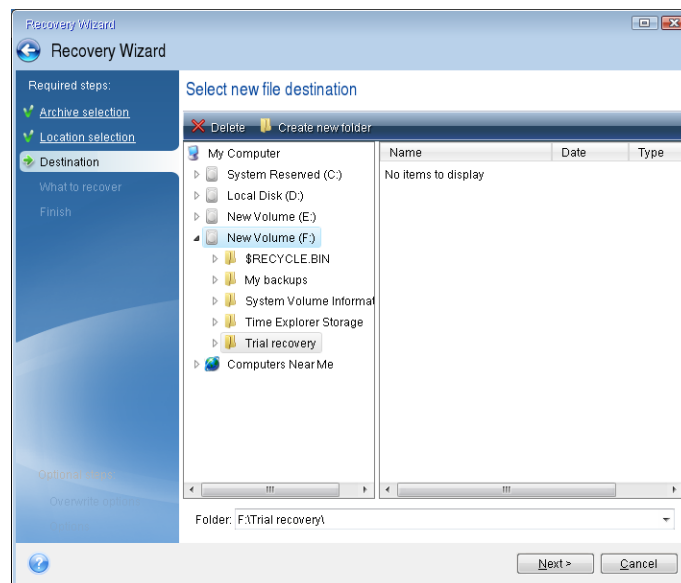 Recovery Wizard
Recovery Wizard
Required steps:
Archive selection
Location selection
Destination
What to recover
Finish
Select new file destination
Delete Create new folder
My Computer
System Reserved (C:)
Local Disk (D:)
New Volume (E:)
New Volume (F:)
$RECYCLE.BIN
My backups
System Volume Informat
Time Explorer Storage
Trial recovery
Computers Near Me
Name Date Type
No items to display
Optional steps:
Overwrite
Folder: F:\Trial recovery\
Next > Cancel